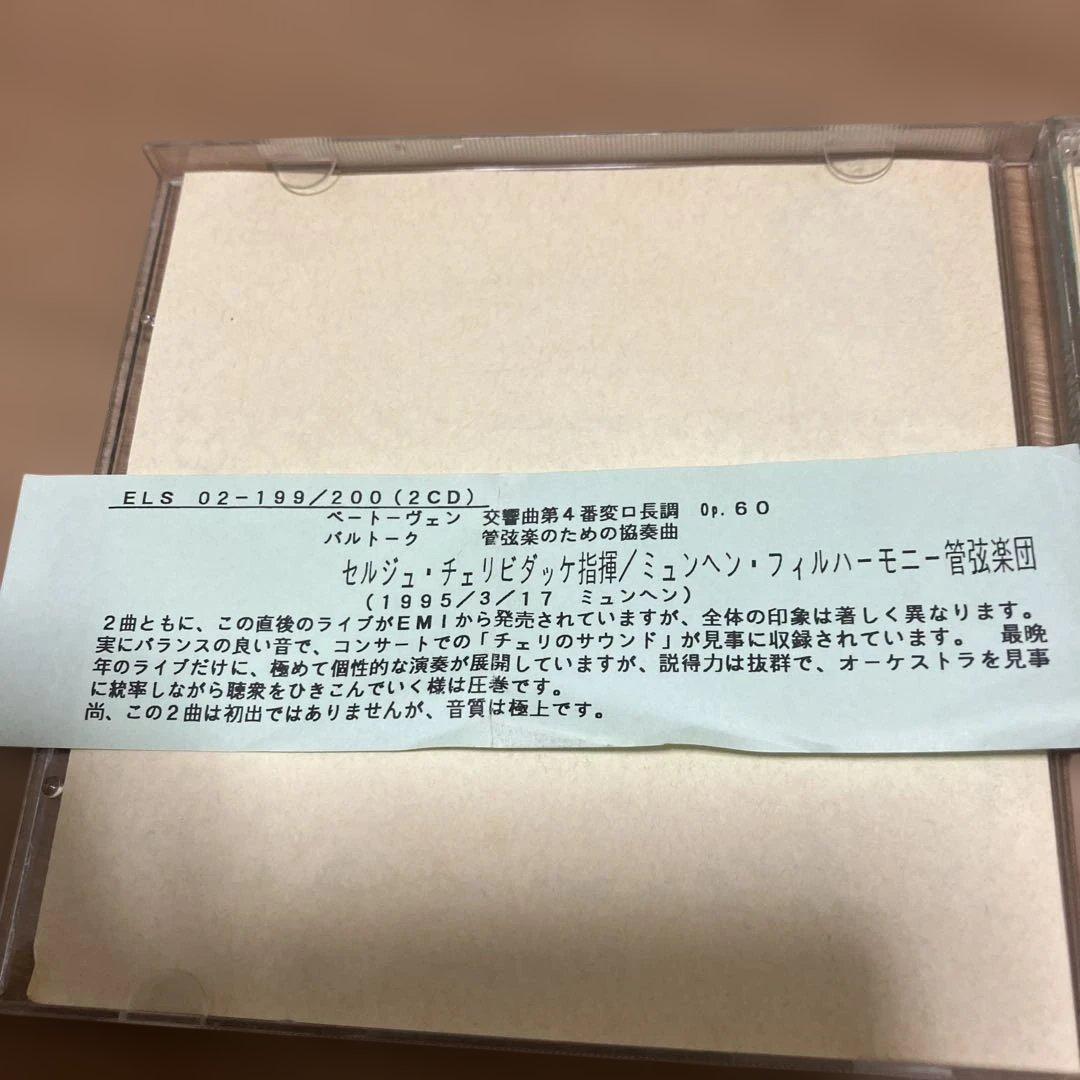 ELS　02-199/200(2CD)
ベートーヴェン　交響曲第4番変ロ長調　Op.60
バルトーク　管弦楽のための協奏曲
セルジュ・チェリビダッケ指揮/ミュンヘン・フィルハーモニー管弦楽団
(1995/3/17　ミュンヘン)
2曲ともに、この直後のライブがEMIから発売されていますが、全体の印象は著しく異なります。
実にバランスの良い音で、コンサートでの「チェリのサウンド」が見事に収録されています。　最晩
年のライブだけに、極めて個性的な演奏が展開していますが、説得力は抜群で、オーケストラを見事
に統率しながら聴衆をひきこんでいく様は圧巻です。
尚、この2曲は初出ではありませんが、音質は極上です。